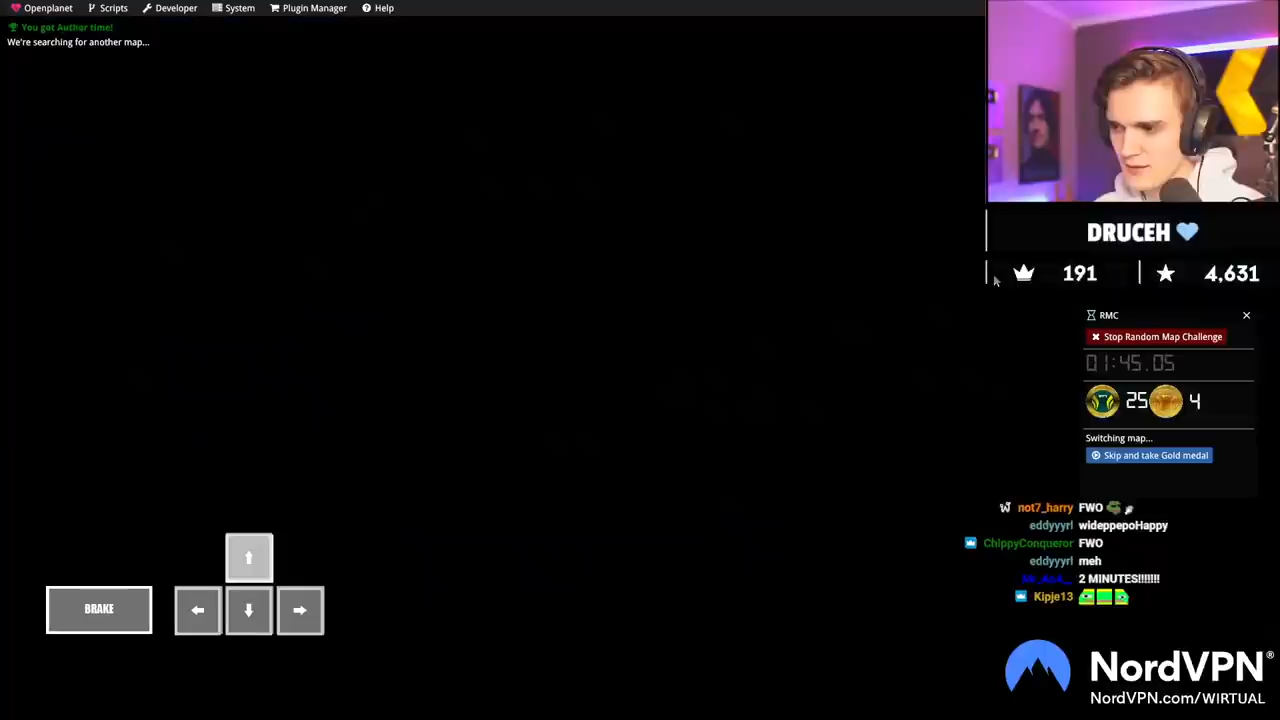 Openplanet Scripts Developer System Plugin Manager Help
You got Author time!
We're searching for another map...
DRUCEH
191 4,631
RMC
Stop Random Map Challenge
01:45.05
25 4
Switching map...
Skip and take Gold medal
not7_harry FWO
eddyyyrl wideppepoHappy
ChippyConqueror FWO
eddyyyrl meh
2 MINUTES!!!!!!!
Kipje13
BRAKE
NordVPN®
NordVPN.com/WIRTUAL